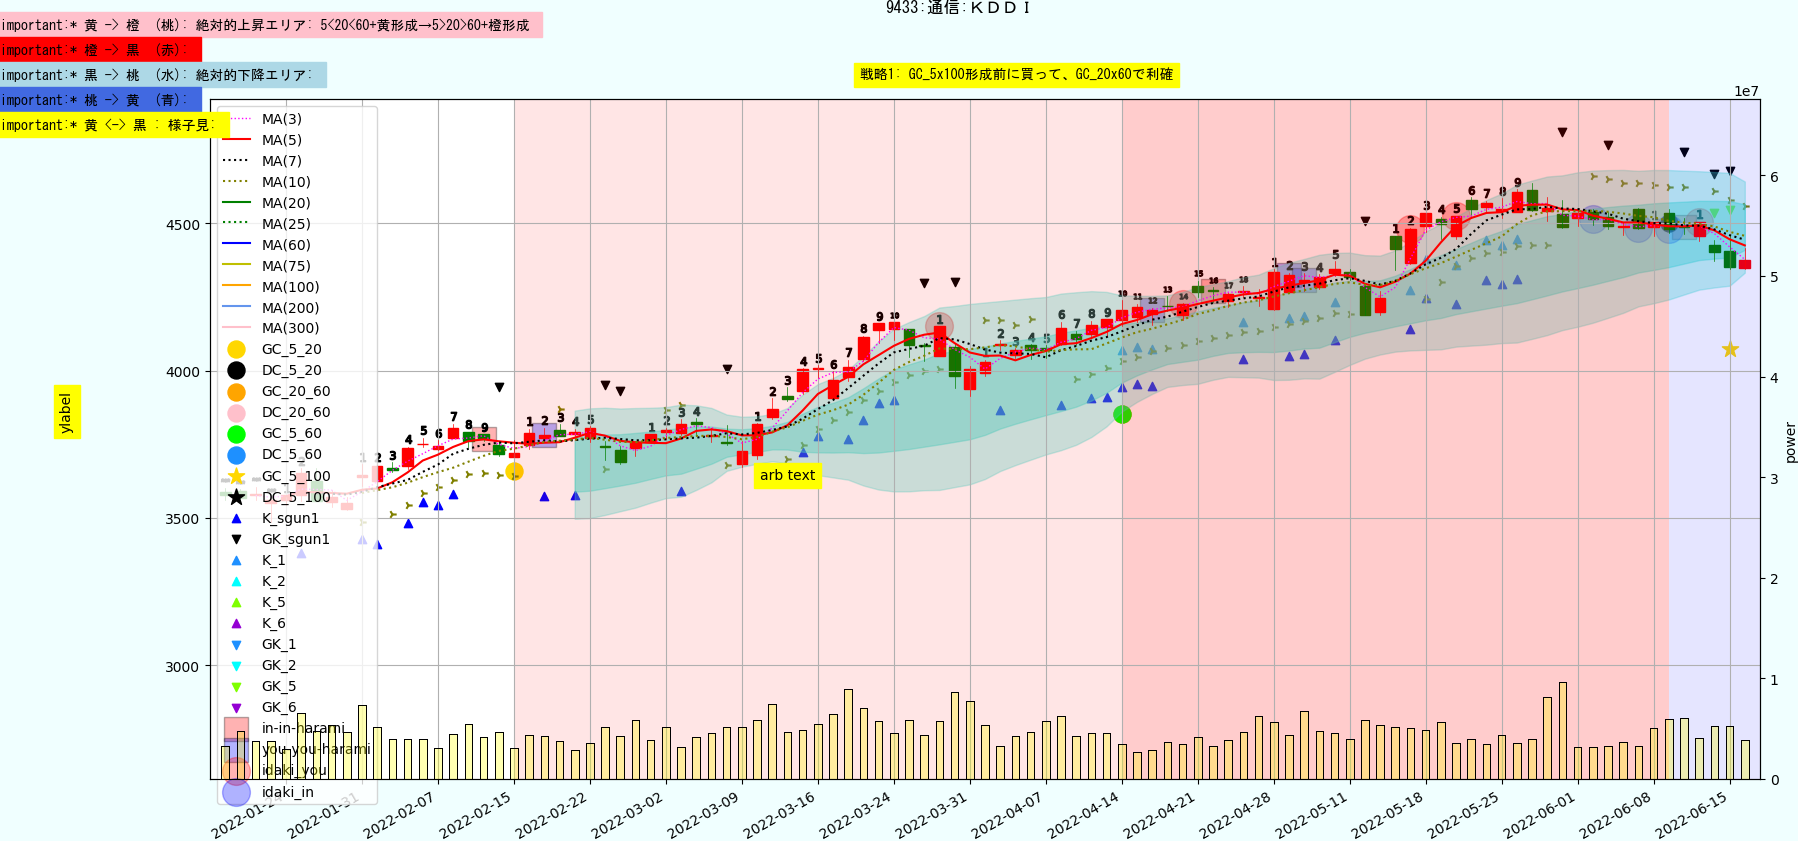 9433:通信:ＫＤＤＩ
important:* 黄 -> 橙 (桃): 絶対的上昇エリア: 5<20<60+黄形成→5>20>60+橙形成
important:* 橙 -> 黒 (赤):
important:* 黒 -> 桃 (水): 絶対的下降エリア:
important:* 桃 -> 黄 (青):
important:* 黄 <-> 黒 : 様子見:
戦略1: GC_5x100形成前に買って、GC_20x60で利確
1e7
MA(3)
MA(5)
MA(7)
MA(10)
MA(20)
MA(25)
MA(60)
MA(75)
MA(100)
MA(200)
MA(300)
GC_5_20
DC_5_20
GC_20_60
DC_20_60
GC_5_60
DC_5_60
GC_5_100
DC_5_100
K_sgun1
GK_sgun1
K_1
K_2
K_5
K_6
GK_1
GK_2
GK_5
GK_6
in-in-harami
you-you-harami
idaki_you
idaki_in
ylabel
4500
4000
3500
3000
arb text
6
5
4
3
2
1
0
power
2022-01-24
2022-01-31
2022-02-07
2022-02-15
2022-02-22
2022-03-02
2022-03-09
2022-03-16
2022-03-24
2022-03-31
2022-04-07
2022-04-14
2022-04-21
2022-04-28
2022-05-11
2022-05-18
2022-05-25
2022-06-01
2022-06-08
2022-06-15